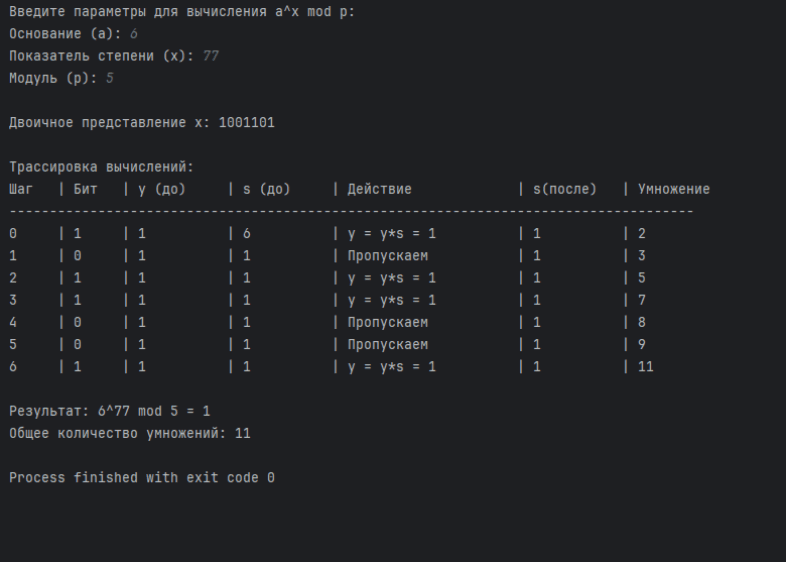 Введите параметры для вычисления a^x mod p:
Основание (a): 6
Показатель степени (x): 77
Модуль (p): 5
Двоичное представление x: 1001101
Трассировка вычислений:
Шаг | Бит | y (до) | s (до) | Действие | s(после) | Умножение
-------------------------------------------------------------------------------------
0 | 1 | 1 | 6 | y = y*s = 1 | 1 | 2
1 | 0 | 1 | 1 | Пропускаем | 1 | 3
2 | 1 | 1 | 1 | y = y*s = 1 | 1 | 5
3 | 1 | 1 | 1 | y = y*s = 1 | 1 | 7
4 | 0 | 1 | 1 | Пропускаем | 1 | 8
5 | 0 | 1 | 1 | Пропускаем | 1 | 9
6 | 1 | 1 | 1 | y = y*s = 1 | 1 | 11
Результат: 6^77 mod 5 = 1
Общее количество умножений: 11
Process finished with exit code 0